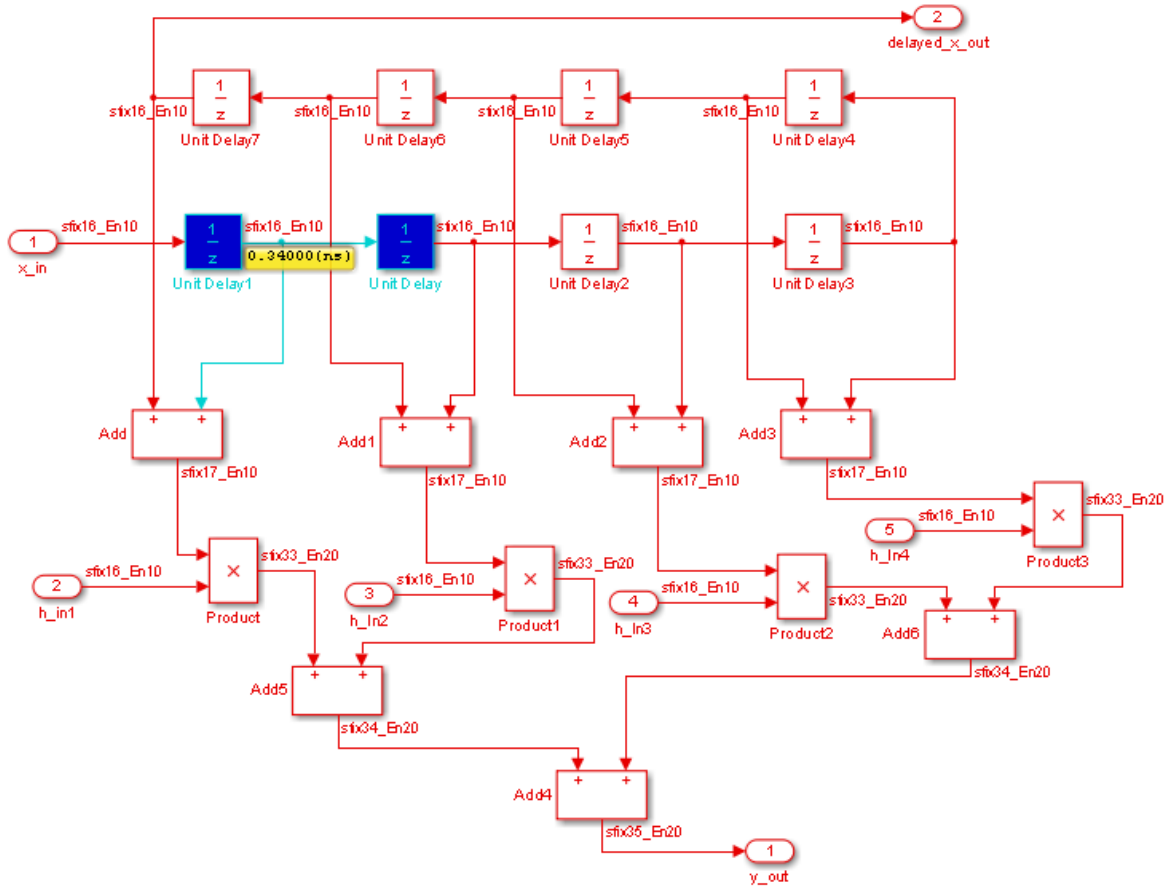 2
delayed_x_out
1
z
1
z
1
z
1
z
sfix16_En10
sfix16_En10
sfix16_En10
sfix16_En10
Unit Delay7
Unit Delay6
Unit Delay5
Unit Delay4
sfix16_En10
sfix16_En10
sfix16_En10
sfix16_En10
sfix16_En10
1
x_in
1
z
1
z
1
z
1
z
0.34000(ns)
Unit Delay1
Unit Delay
Unit Delay2
Unit Delay3
+ +
Add
+ +
Add1
+ +
Add2
+ +
Add3
sfix17_En10
sfix17_En10
sfix17_En10
sfix17_En10
sfix33_En20
sfix16_En10
5
h_In4
×
Product3
sfix16_En10
2
h_in1
×
Product
sfix33_En20
sfix16_En10
3
h_In2
×
Product1
sfix33_En20
sfix16_En10
4
h_In3
×
Product2
sfix33_En20
+ +
Add6
sfix34_En20
+ +
Add5
sfix34_En20
+ +
Add4
sfix35_En20
1
y_out